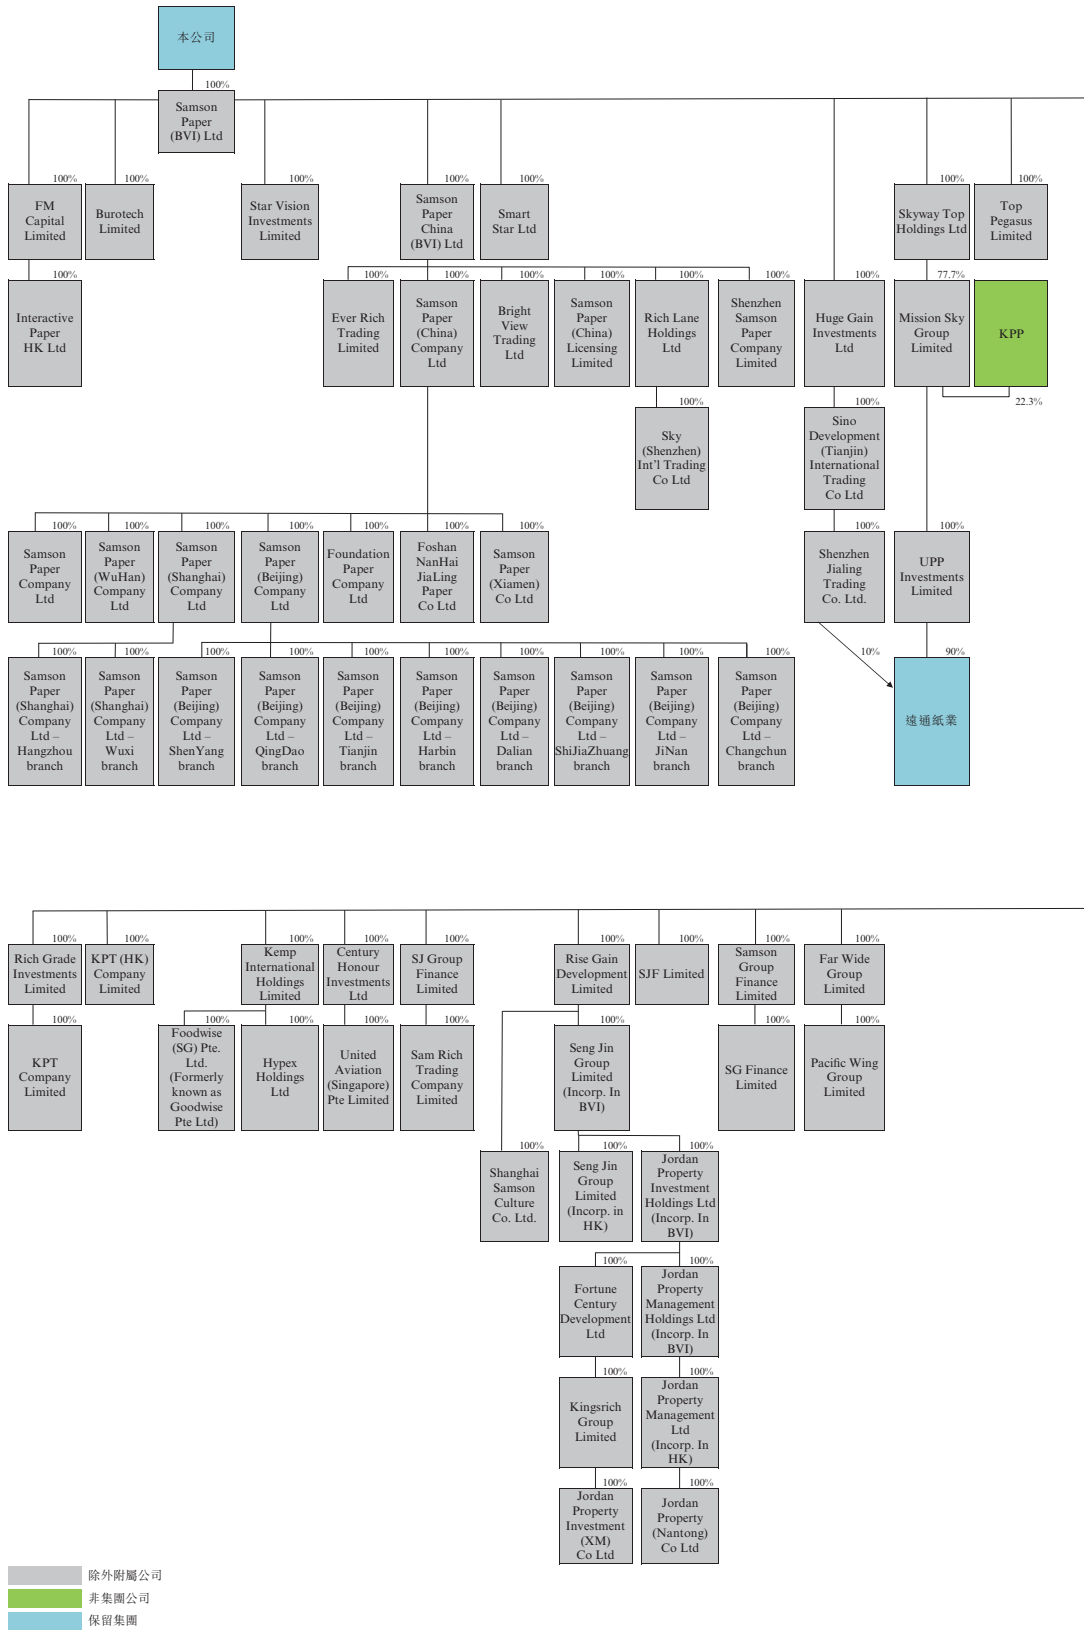 本公司
100%
Samson
Paper
(BVI) Ltd
100%
FM
Capital
Limited
100%
Burotech
Limited
100%
Star Vision
Investments
Limited
100%
Samson
Paper
China
(BVI) Ltd
100%
Smart
Star Ltd
100%
Skyway Top
Holdings Ltd
100%
Top
Pegasus
Limited
100%
Interactive
Paper
HK Ltd
100%
Ever Rich
Trading
Limited
100%
Samson
Paper
(China)
Company
Ltd
100%
Bright
View
Trading
Ltd
100%
Samson
Paper
(China)
Licensing
Limited
100%
Rich Lane
Holdings
Ltd
100%
Shenzhen
Samson
Paper
Company
Limited
100%
Huge Gain
Investments
Ltd
77.7%
Mission Sky
Group
Limited
KPP
22.3%
100%
Sky
(Shenzhen)
Int'l Trading
Co Ltd
100%
Sino
Development
(Tianjin)
International
Trading
Co Ltd
100%
Samson
Paper
Company
Ltd
100%
Samson
Paper
(WuHan)
Company
Ltd
100%
Samson
Paper
(Shanghai)
Company
Ltd
100%
Samson
Paper
(Beijing)
Company
Ltd
100%
Foundation
Paper
Company
Ltd
100%
Foshan
NanHai
JiaLing
Paper
Co Ltd
100%
Samson
Paper
(Xiamen)
Co Ltd
100%
Shenzhen
Jialing
Trading
Co. Ltd.
100%
UPP
Investments
Limited
100%
Samson
Paper
(Shanghai)
Company
Ltd –
Hangzhou
branch
100%
Samson
Paper
(Shanghai)
Company
Ltd –
Wuxi
branch
100%
Samson
Paper
(Beijing)
Company
Ltd –
ShenYang
branch
100%
Samson
Paper
(Beijing)
Company
Ltd –
QingDao
branch
100%
Samson
Paper
(Beijing)
Company
Ltd –
Tianjin
branch
100%
Samson
Paper
(Beijing)
Company
Ltd –
Harbin
branch
100%
Samson
Paper
(Beijing)
Company
Ltd –
Dalian
branch
100%
Samson
Paper
(Beijing)
Company
Ltd –
ShiJiaZhuang
branch
100%
Samson
Paper
(Beijing)
Company
Ltd –
JiNan
branch
100%
Samson
Paper
(Beijing)
Company
Ltd –
Changchun
branch
10%
90%
遠通紙業
100%
Rich Grade
Investments
Limited
100%
KPT (HK)
Company
Limited
100%
Kemp
International
Holdings
Limited
100%
Century
Honour
Investments
Ltd
100%
SJ Group
Finance
Limited
100%
Rise Gain
Development
Limited
100%
SJF Limited
100%
Samson
Group
Finance
Limited
100%
Far Wide
Group
Limited
100%
KPT
Company
Limited
100%
Foodwise
(SG) Pte.
Ltd.
(Formerly
known as
Goodwise
Pte Ltd)
100%
Hypex
Holdings
Ltd
100%
United
Aviation
(Singapore)
Pte Limited
100%
Sam Rich
Trading
Company
Limited
100%
Seng Jin
Group
Limited
(Incorp. In
BVI)
100%
SG Finance
Limited
100%
Pacific Wing
Group
Limited
100%
Shanghai
Samson
Culture
Co. Ltd.
100%
Seng Jin
Group
Limited
(Incorp. in
HK)
100%
Jordan
Property
Investment
Holdings Ltd
(Incorp. In
BVI)
100%
Fortune
Century
Development
Ltd
100%
Jordan
Property
Management
Holdings Ltd
(Incorp. In
BVI)
100%
Kingsrich
Group
Limited
100%
Jordan
Property
Management
Ltd
(Incorp. In
HK)
100%
Jordan
Property
Investment
(XM)
Co Ltd
100%
Jordan
Property
(Nantong)
Co Ltd
除外附屬公司
非集團公司
保留集團